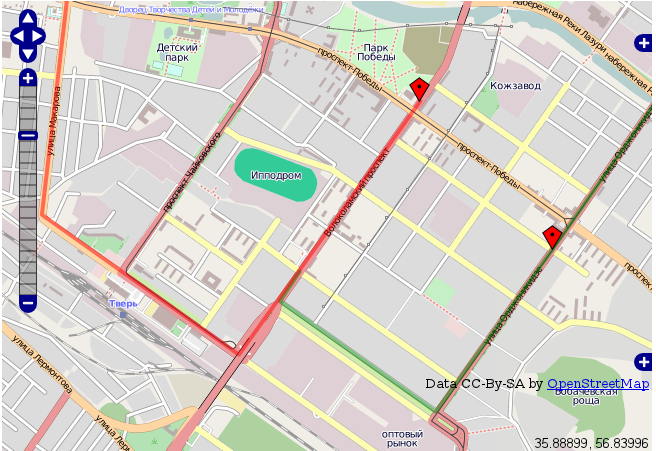 Дворец Творчества Детей и Молодёжи
набережная Реки Лазури
набережная Реки
Детский
парк
Парк
Победы
проспект Победы
Кожзавод
улица Макарова
проспект Чайковского
улица Орджоникидзе
Ипподром
Волоколамский проспект
проспект Победы
Тверь
улица Орджоникидзе
улица Лермонтова
Data CC-By-SA by OpenStreetMap
Бобачевская
роща
улица Лер
оптовый
рынок
35.88899, 56.83996